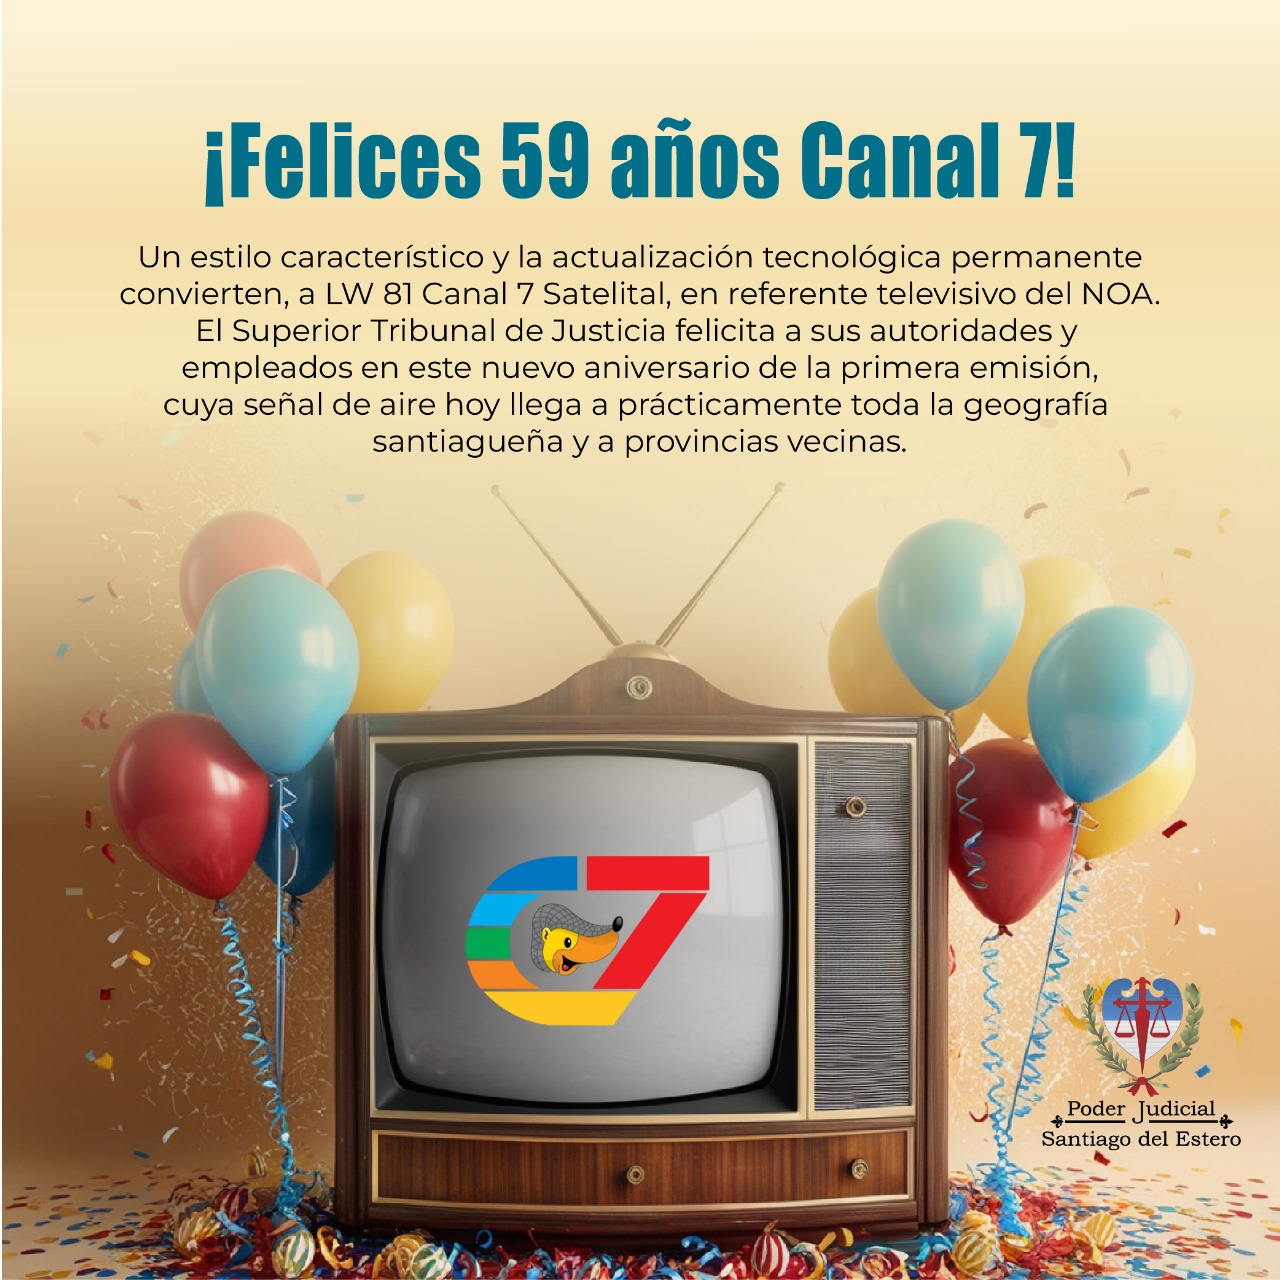 ¡Felices 59 años Canal 7!
Un estilo característico y la actualización tecnológica permanente
convierten, a LW 81 Canal 7 Satelital, en referente televisivo del NOA.
El Superior Tribunal de Justicia felicita a sus autoridades y
empleados en este nuevo aniversario de la primera emisión,
cuya señal de aire hoy llega a prácticamente toda la geografía
santiagueña y a provincias vecinas.
C7
Poder Judicial
Santiago del Estero